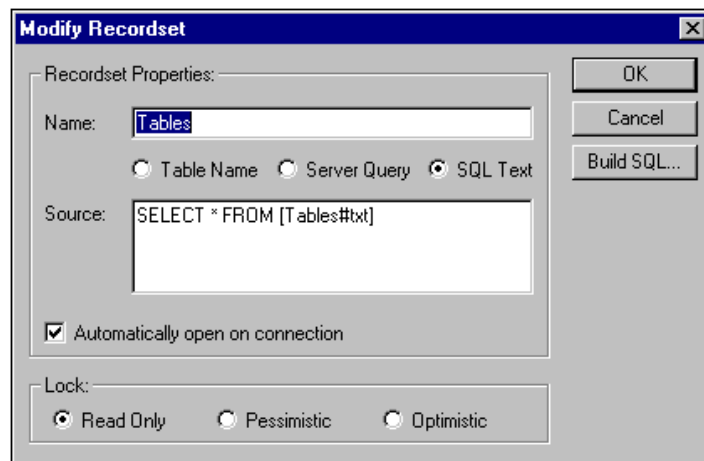 Modify Recordset
Recordset Properties:
OK
Name: Tables
Cancel
Table Name Server Query SQL Text
Build SQL...
Source: SELECT * FROM [Tables#txt]
Automatically open on connection
Lock:
Read Only Pessimistic Optimistic